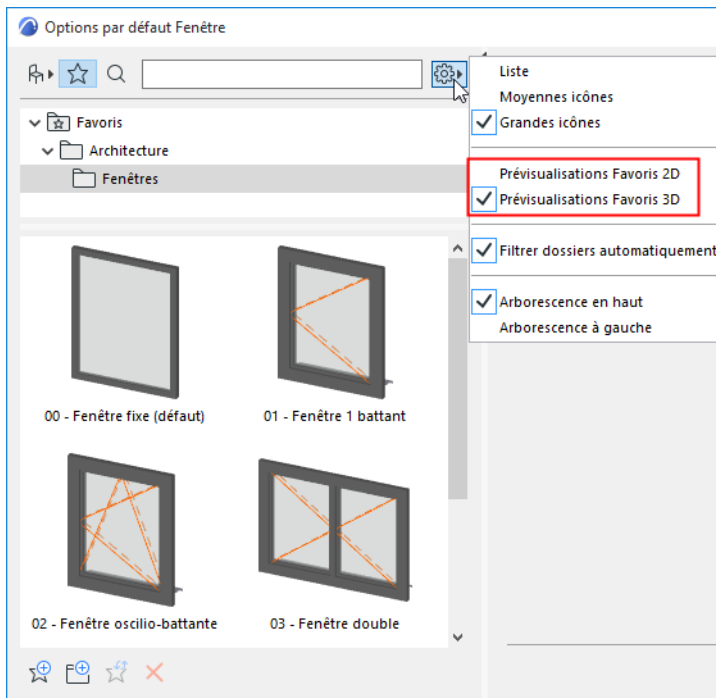 Options par défaut Fenêtre
Liste
Moyennes icônes
Grandes icônes
Prévisualisations Favoris 2D
Prévisualisations Favoris 3D
Filtrer dossiers automatiquement
Arborescence en haut
Arborescence à gauche
Favoris
Architecture
Fenêtres
00 - Fenêtre fixe (défaut)
01 - Fenêtre 1 battant
02 - Fenêtre oscilio-battante
03 - Fenêtre double